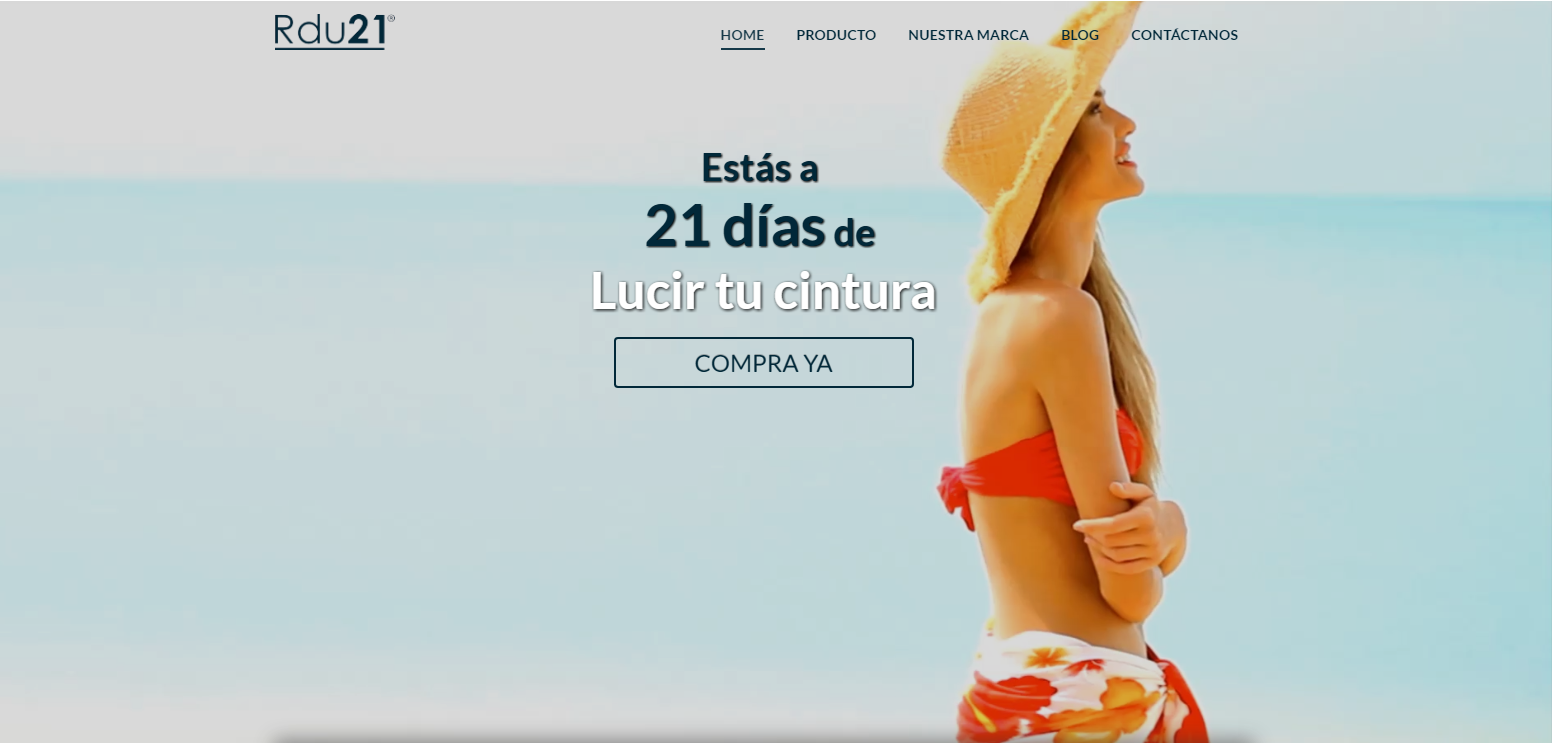 Rdu21®
HOME PRODUCTO NUESTRA MARCA BLOG CONTÁCTANOS
Estás a
21 días de
Lucir tu cintura
COMPRA YA